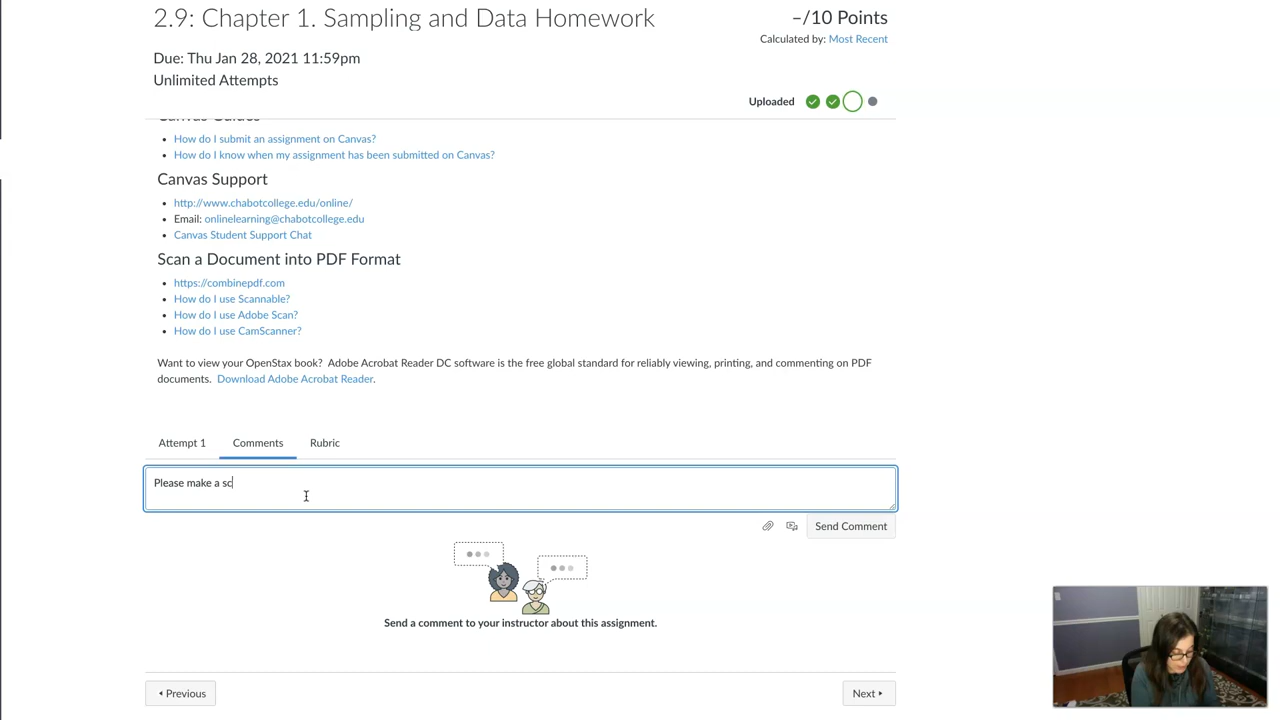 2.9: Chapter 1. Sampling and Data Homework
–/10 Points
Calculated by: Most Recent
Due: Thu Jan 28, 2021 11:59pm
Unlimited Attempts
Uploaded
Canvas Guides
How do I submit an assignment on Canvas?
How do I know when my assignment has been submitted on Canvas?
Canvas Support
http://www.chabotcollege.edu/online/
Email: onlinelearning@chabotcollege.edu
Canvas Student Support Chat
Scan a Document into PDF Format
https://combinepdf.com
How do I use Scannable?
How do I use Adobe Scan?
How do I use CamScanner?
Want to view your OpenStax book?  Adobe Acrobat Reader DC software is the free global standard for reliably viewing, printing, and commenting on PDF
documents.  Download Adobe Acrobat Reader.
Attempt 1
Comments
Rubric
Please make a sc
Send Comment
Send a comment to your instructor about this assignment.
Previous
Next